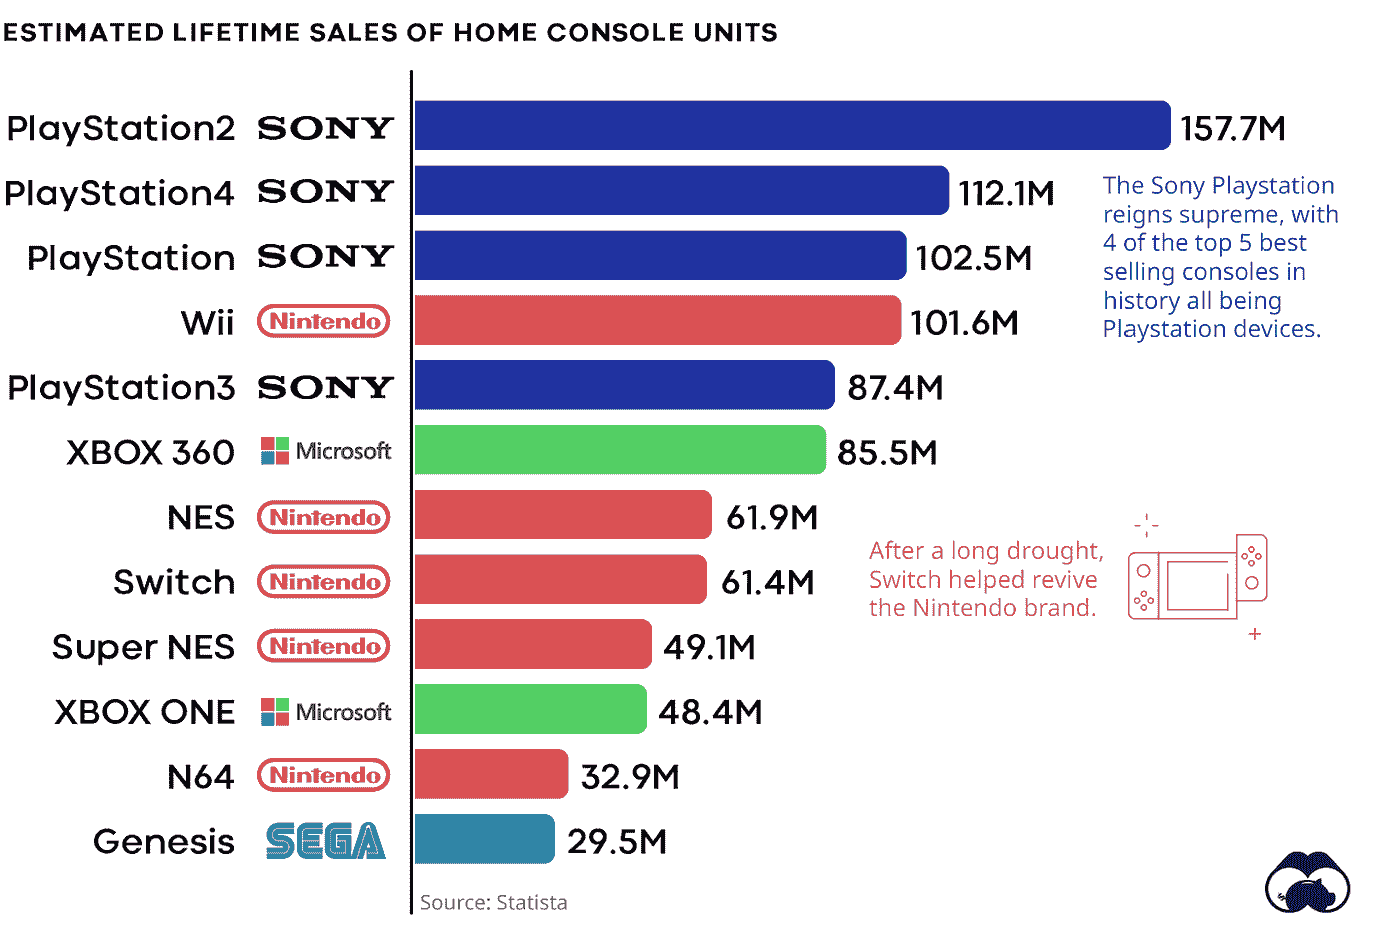 ESTIMATED LIFETIME SALES OF HOME CONSOLE UNITS
PlayStation2 SONY 157.7M
PlayStation4 SONY 112.1M
PlayStation SONY 102.5M
Wii Nintendo 101.6M
PlayStation3 SONY 87.4M
XBOX 360 Microsoft 85.5M
NES Nintendo 61.9M
Switch Nintendo 61.4M
Super NES Nintendo 49.1M
XBOX ONE Microsoft 48.4M
N64 Nintendo 32.9M
Genesis SEGA 29.5M
The Sony Playstation
reigns supreme, with
4 of the top 5 best
selling consoles in
history all being
Playstation devices.
After a long drought,
Switch helped revive
the Nintendo brand.
Source: Statista